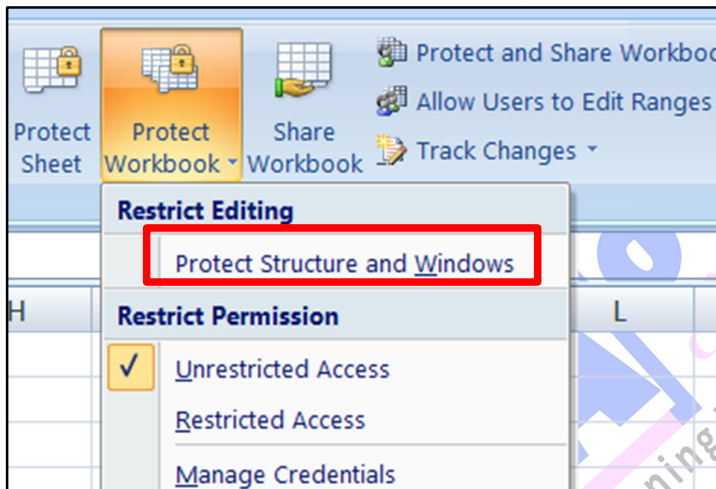 Protect Sheet
Protect Workbook
Share Workbook
Protect and Share Workboo
Allow Users to Edit Ranges
Track Changes
Restrict Editing
Protect Structure and Windows
H
L
Restrict Permission
Unrestricted Access
Restricted Access
Manage Credentials